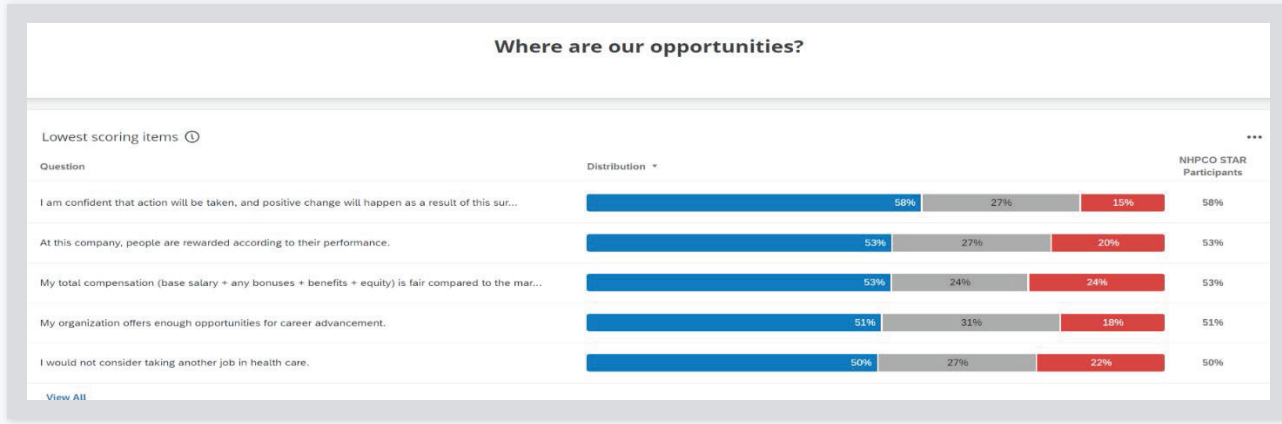 Where are our opportunities?
Lowest scoring items
Question Distribution NHPCO STAR
Participants
I am confident that action will be taken, and positive change will happen as a result of this sur... 58% 27% 15% 58%
At this company, people are rewarded according to their performance. 53% 27% 20% 53%
My total compensation (base salary + any bonuses + benefits + equity) is fair compared to the mar... 53% 24% 24% 53%
My organization offers enough opportunities for career advancement. 51% 31% 18% 51%
I would not consider taking another job in health care. 50% 27% 22% 50%
View All